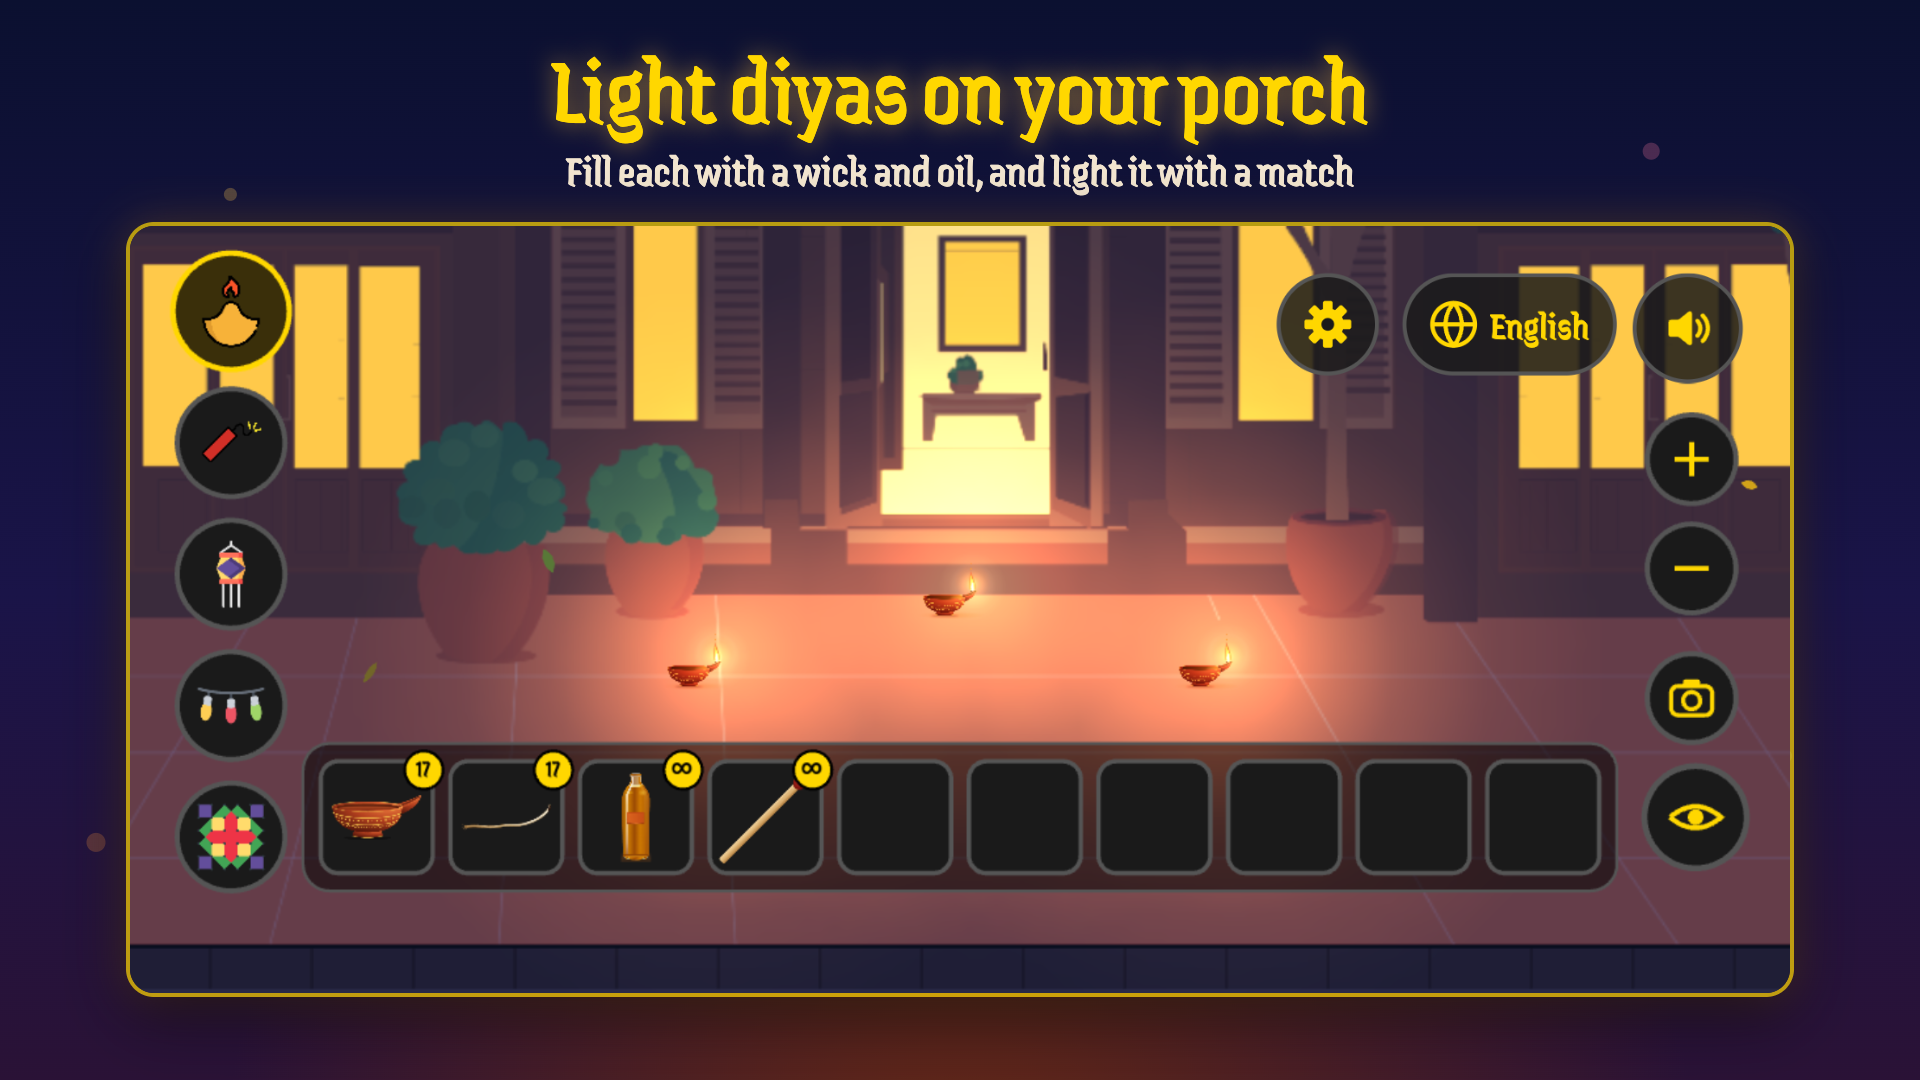 Light diyas on your porch
Fill each with a wick and oil, and light it with a match
English
17
17
∞
∞